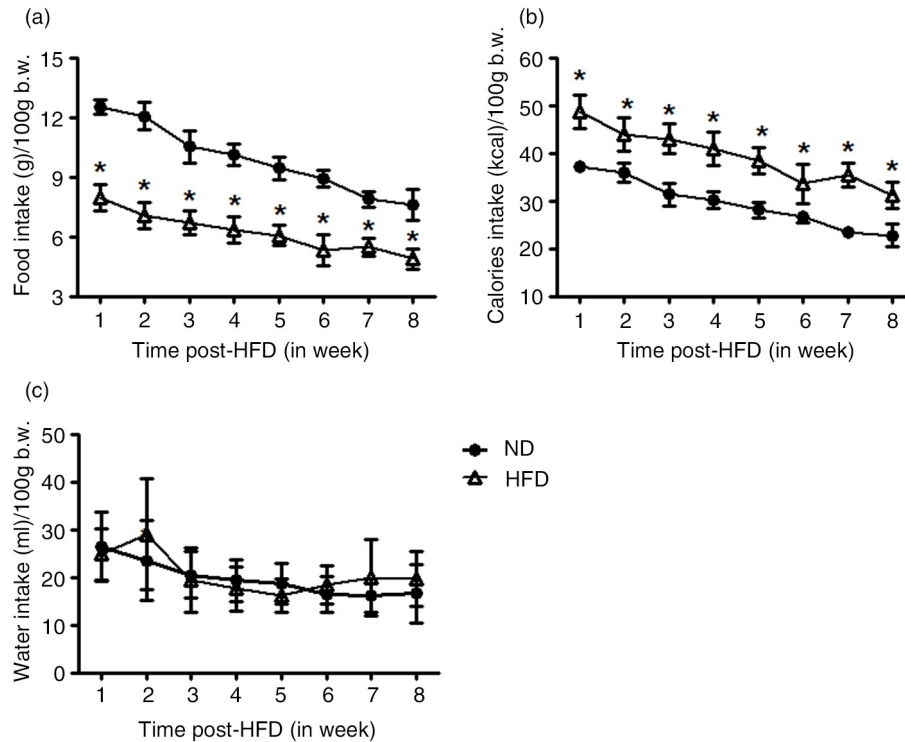 (a)
Food intake (g)/100g b.w.
15
12
9
6
3
* * * * * * * *
1 2 3 4 5 6 7 8
Time post-HFD (in week)
(b)
Calories intake (kcal)/100g b.w.
60
50
40
30
20
10
* * * * * * * *
1 2 3 4 5 6 7 8
Time post-HFD (in week)
(c)
Water intake (ml)/100g b.w.
50
40
30
20
10
0
1 2 3 4 5 6 7 8
Time post-HFD (in week)
ND
HFD